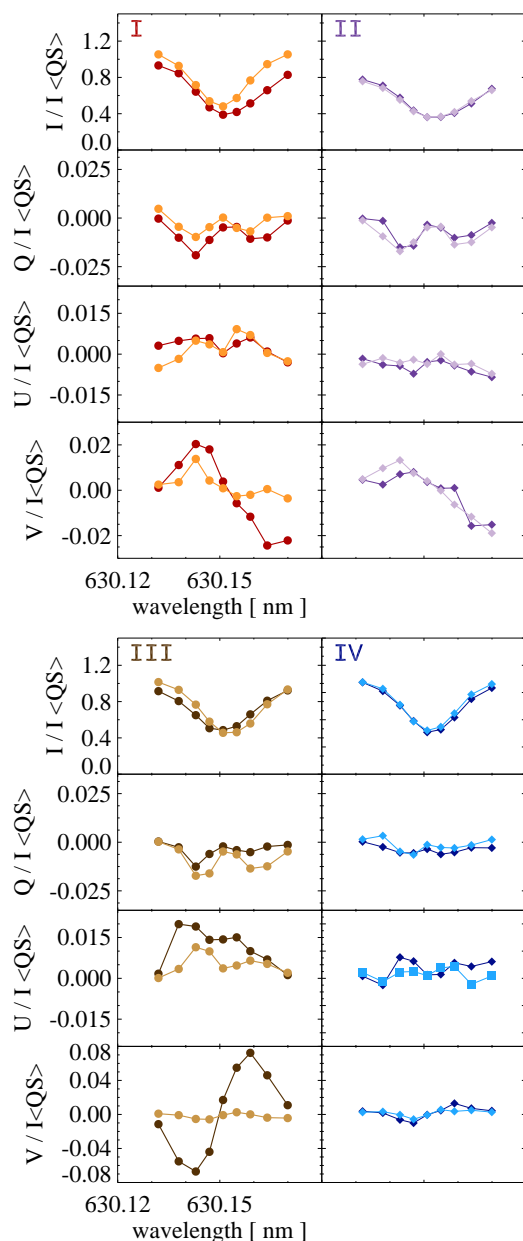 I II
1.2
0.8
0.4
0.0
I / I <QS>
0.025
0.000
-0.025
Q / I <QS>
0.015
0.000
-0.015
U / I <QS>
0.02
0.00
-0.02
V / I<QS>
630.12 630.15
wavelength [ nm ]
III IV
1.2
0.8
0.4
0.0
I / I <QS>
0.025
0.000
-0.025
Q / I <QS>
0.015
0.000
-0.015
U / I <QS>
0.08
0.04
0.00
-0.04
-0.08
V / I<QS>
630.12 630.15
wavelength [ nm ]